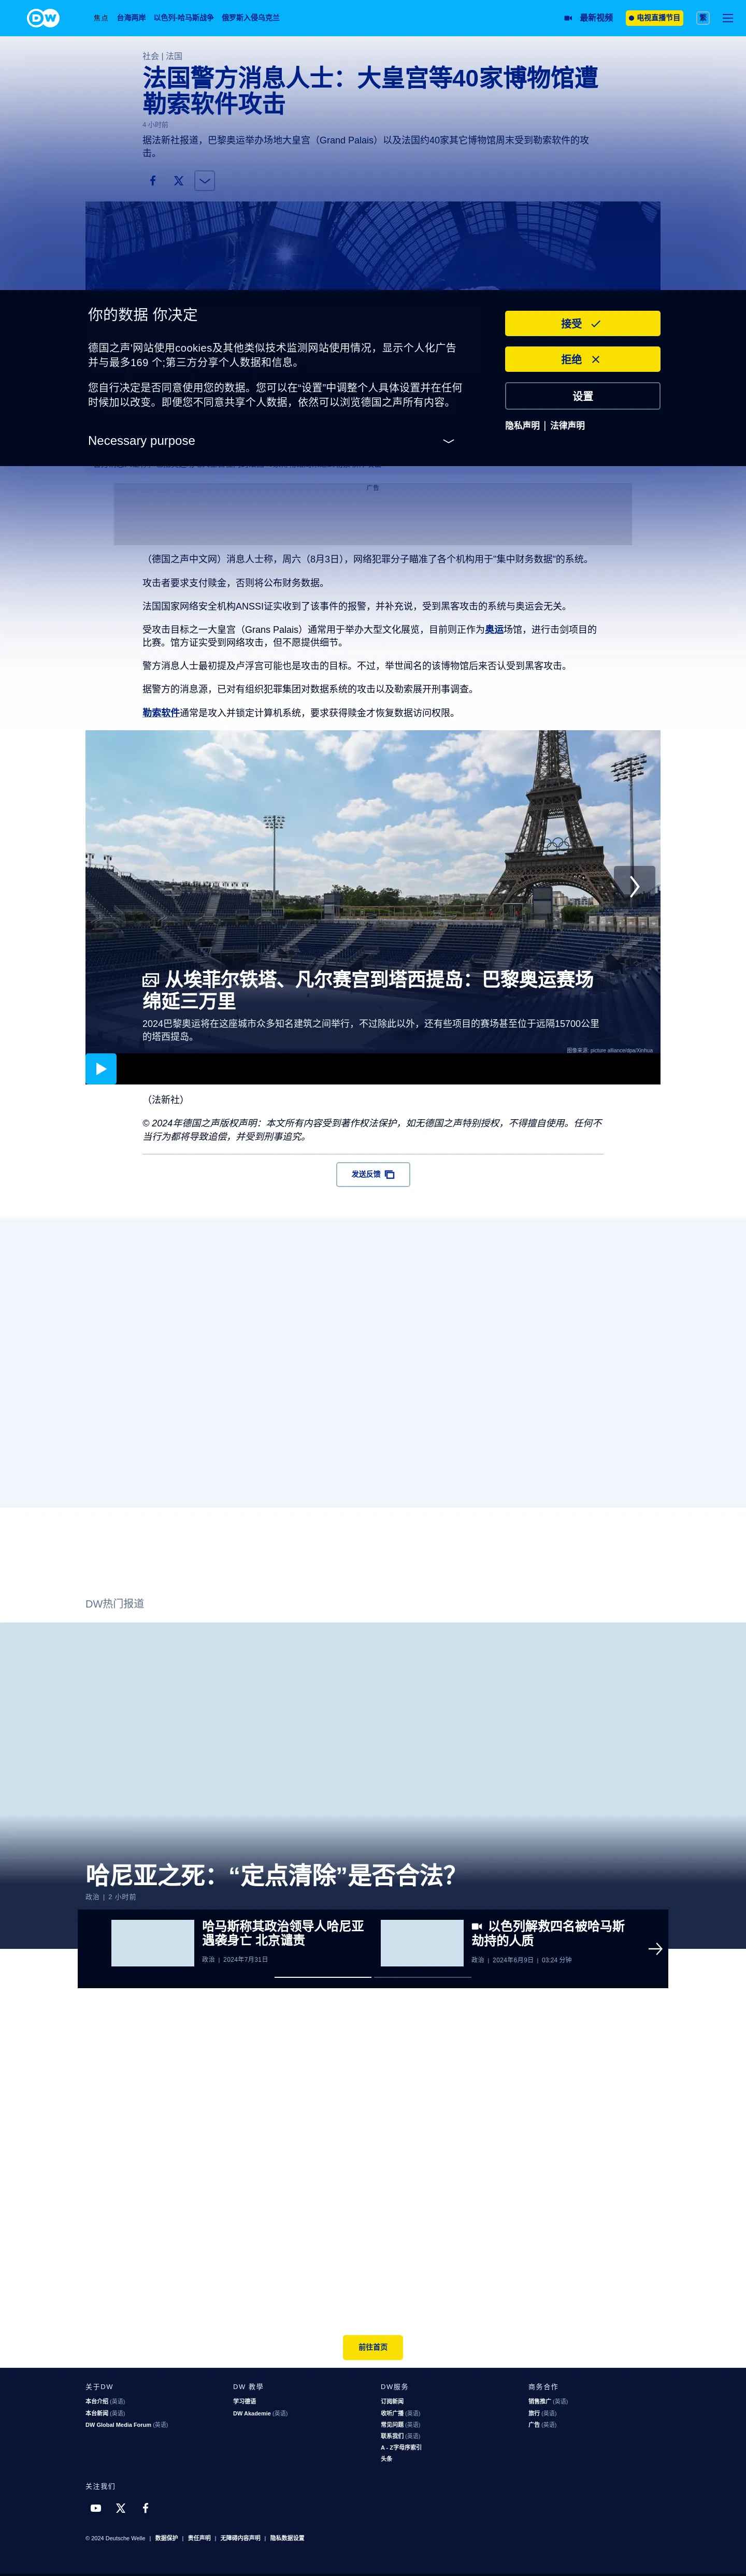 DW
焦点 台海两岸 以色列-哈马斯战争 俄罗斯入侵乌克兰
最新视频 电视直播节目 繁
社会 | 法国
法国警方消息人士：大皇宫等40家博物馆遭
勒索软件攻击
4 小时前
据法新社报道，巴黎奥运举办场地大皇宫（Grand Palais）以及法国约40家其它博物馆周末受到勒索软件的攻
击。
你的数据 你决定
德国之声'网站使用cookies及其他类似技术监测网站使用情况，显示个人化广告
并与最多169 个;第三方分享个人数据和信息。
您自行决定是否同意使用您的数据。您可以在“设置”中调整个人具体设置并在任何
时候加以改变。即便您不同意共享个人数据，依然可以浏览德国之声所有内容。
Necessary purpose
接受
拒绝
设置
隐私声明 | 法律声明
广告
（德国之声中文网）消息人士称，周六（8月3日），网络犯罪分子瞄准了各个机构用于"集中财务数据"的系统。
攻击者要求支付赎金，否则将公布财务数据。
法国国家网络安全机构ANSSI证实收到了该事件的报警，并补充说，受到黑客攻击的系统与奥运会无关。
受攻击目标之一大皇宫（Grans Palais）通常用于举办大型文化展览，目前则正作为奥运场馆，进行击剑项目的
比赛。馆方证实受到网络攻击，但不愿提供细节。
警方消息人士最初提及卢浮宫可能也是攻击的目标。不过，举世闻名的该博物馆后来否认受到黑客攻击。
据警方的消息源，已对有组织犯罪集团对数据系统的攻击以及勒索展开刑事调查。
勒索软件通常是攻入并锁定计算机系统，要求获得赎金才恢复数据访问权限。
从埃菲尔铁塔、凡尔赛宫到塔西提岛：巴黎奥运赛场
绵延三万里
2024巴黎奥运将在这座城市众多知名建筑之间举行，不过除此以外，还有些项目的赛场甚至位于远隔15700公里
的塔西提岛。
图像来源: picture alliance/dpa/Xinhua
（法新社）
© 2024年德国之声版权声明：本文所有内容受到著作权法保护，如无德国之声特别授权，不得擅自使用。任何不
当行为都将导致追偿，并受到刑事追究。
发送反馈
DW热门报道
哈尼亚之死：“定点清除”是否合法？
政治 | 2 小时前
哈马斯称其政治领导人哈尼亚
遇袭身亡 北京谴责
政治 | 2024年7月31日
以色列解救四名被哈马斯
劫持的人质
政治 | 2024年6月9日 | 03:24 分钟
前往首页
关于DW
本台介绍 (英语)
本台新闻 (英语)
DW Global Media Forum (英语)
DW 教學
学习德语
DW Akademie (英语)
DW服务
订阅新闻
收听广播 (英语)
常见问题 (英语)
联系我们 (英语)
A - Z字母序索引
头条
商务合作
销售推广 (英语)
旅行 (英语)
广告 (英语)
关注我们
© 2024 Deutsche Welle | 数据保护 | 责任声明 | 无障碍内容声明 | 隐私数据设置